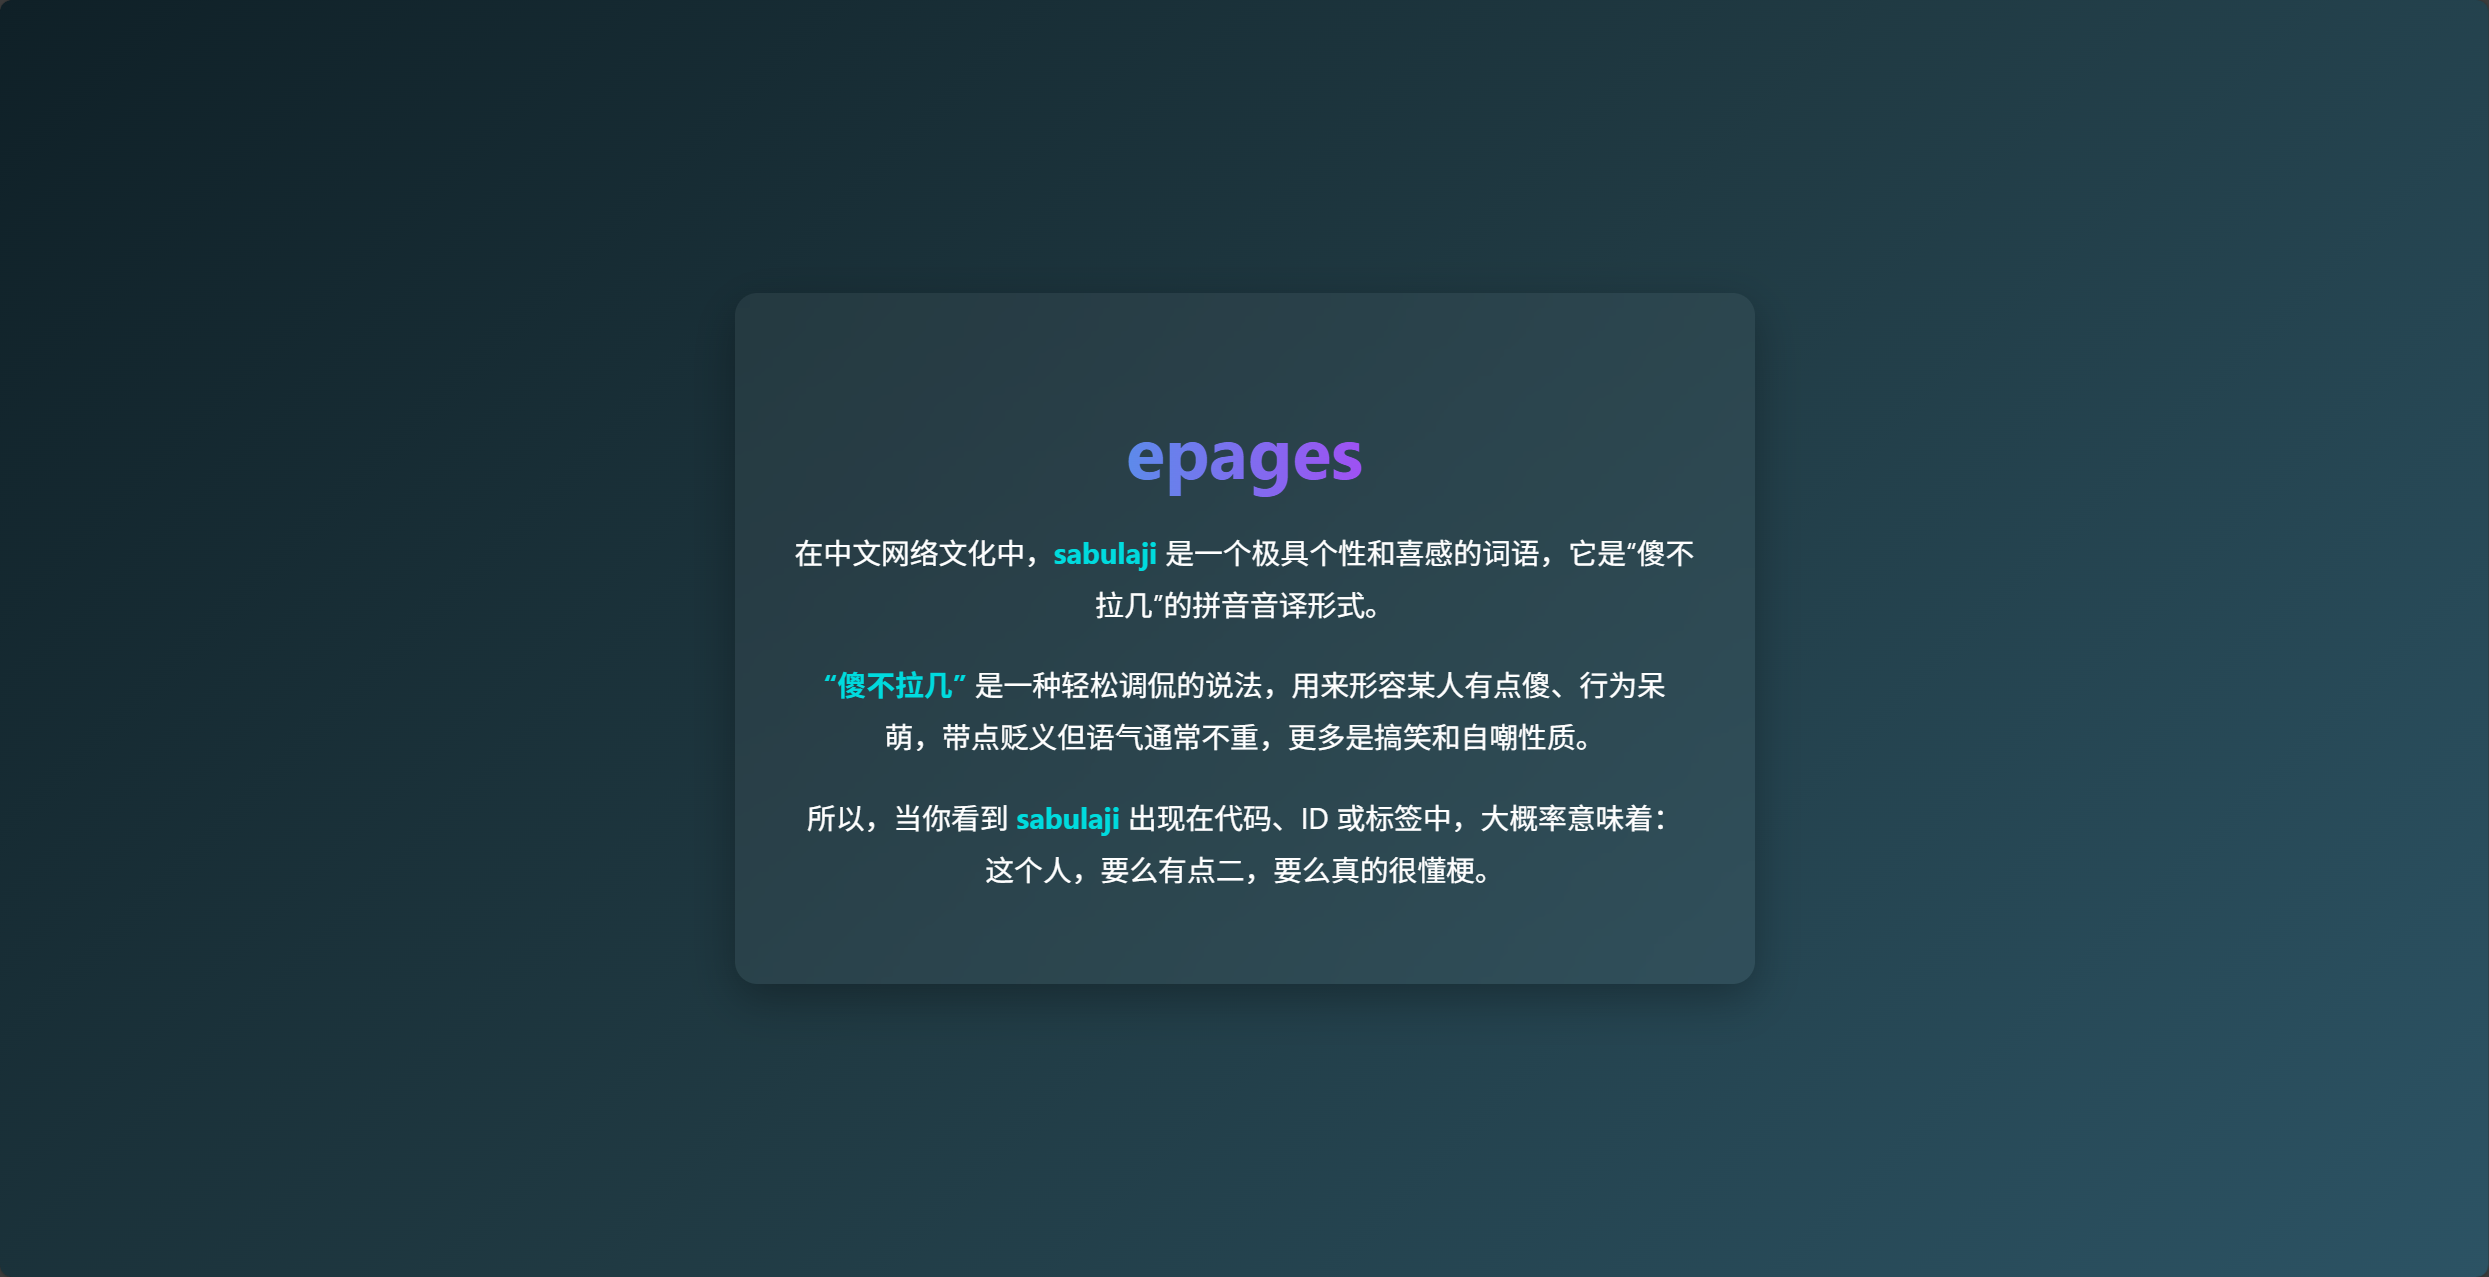 epages
在中文网络文化中，sabulaji 是一个极具个性和喜感的词语，它是“傻不
拉几”的拼音音译形式。
“傻不拉几” 是一种轻松调侃的说法，用来形容某人有点傻、行为呆
萌，带点贬义但语气通常不重，更多是搞笑和自嘲性质。
所以，当你看到 sabulaji 出现在代码、ID 或标签中，大概率意味着：
这个人，要么有点二，要么真的很懂梗。